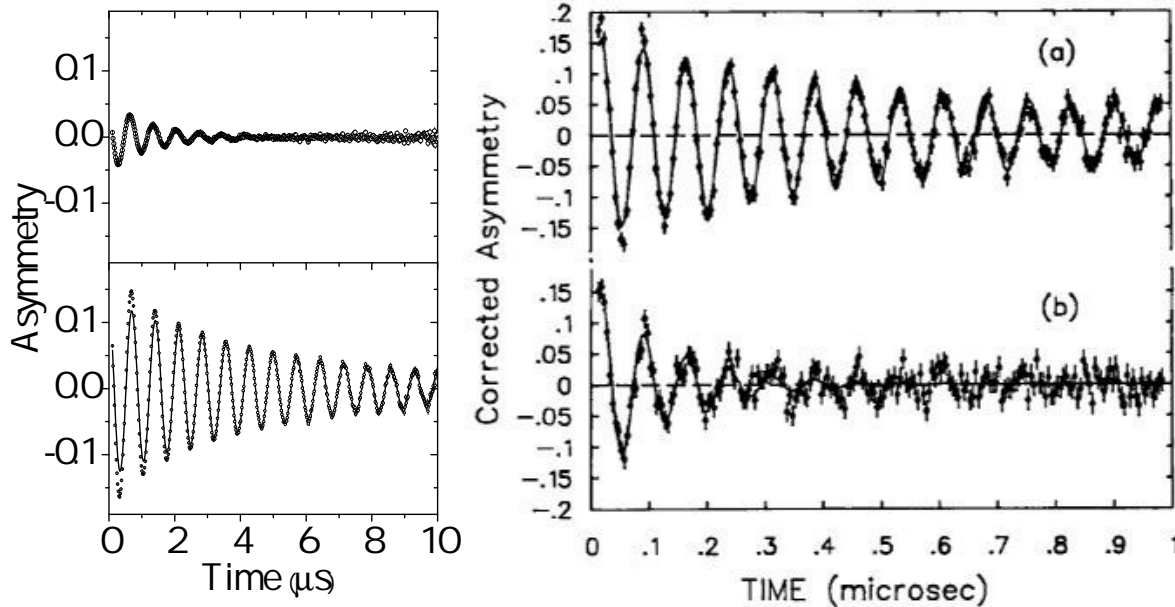 Asymmetry
0.1
0.0
-0.1
0.1
0.0
-0.1
0 2 4 6 8 10
Time (μs)
Corrected Asymmetry
.2
.15
.1
.05
0
-.05
-.1
-.15
(a)
.15
.1
.05
0
-.05
-.1
-.15
-.2
(b)
0 .1 .2 .3 .4 .5 .6 .7 .8 .9 1
TIME (microsec)